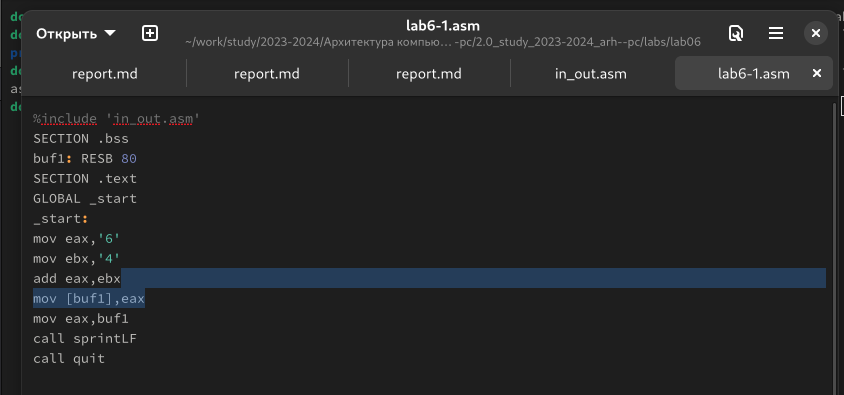 Открыть
lab6-1.asm
~/work/study/2023-2024/Архитектура компью…-pc/2.0_study_2023-2024_arh--pc/labs/lab06
report.md
report.md
report.md
in_out.asm
lab6-1.asm
%include 'in_out.asm'
SECTION .bss
buf1: RESB 80
SECTION .text
GLOBAL _start
_start:
mov eax,'6'
mov ebx,'4'
add eax,ebx
mov [buf1],eax
mov eax,buf1
call sprintLF
call quit